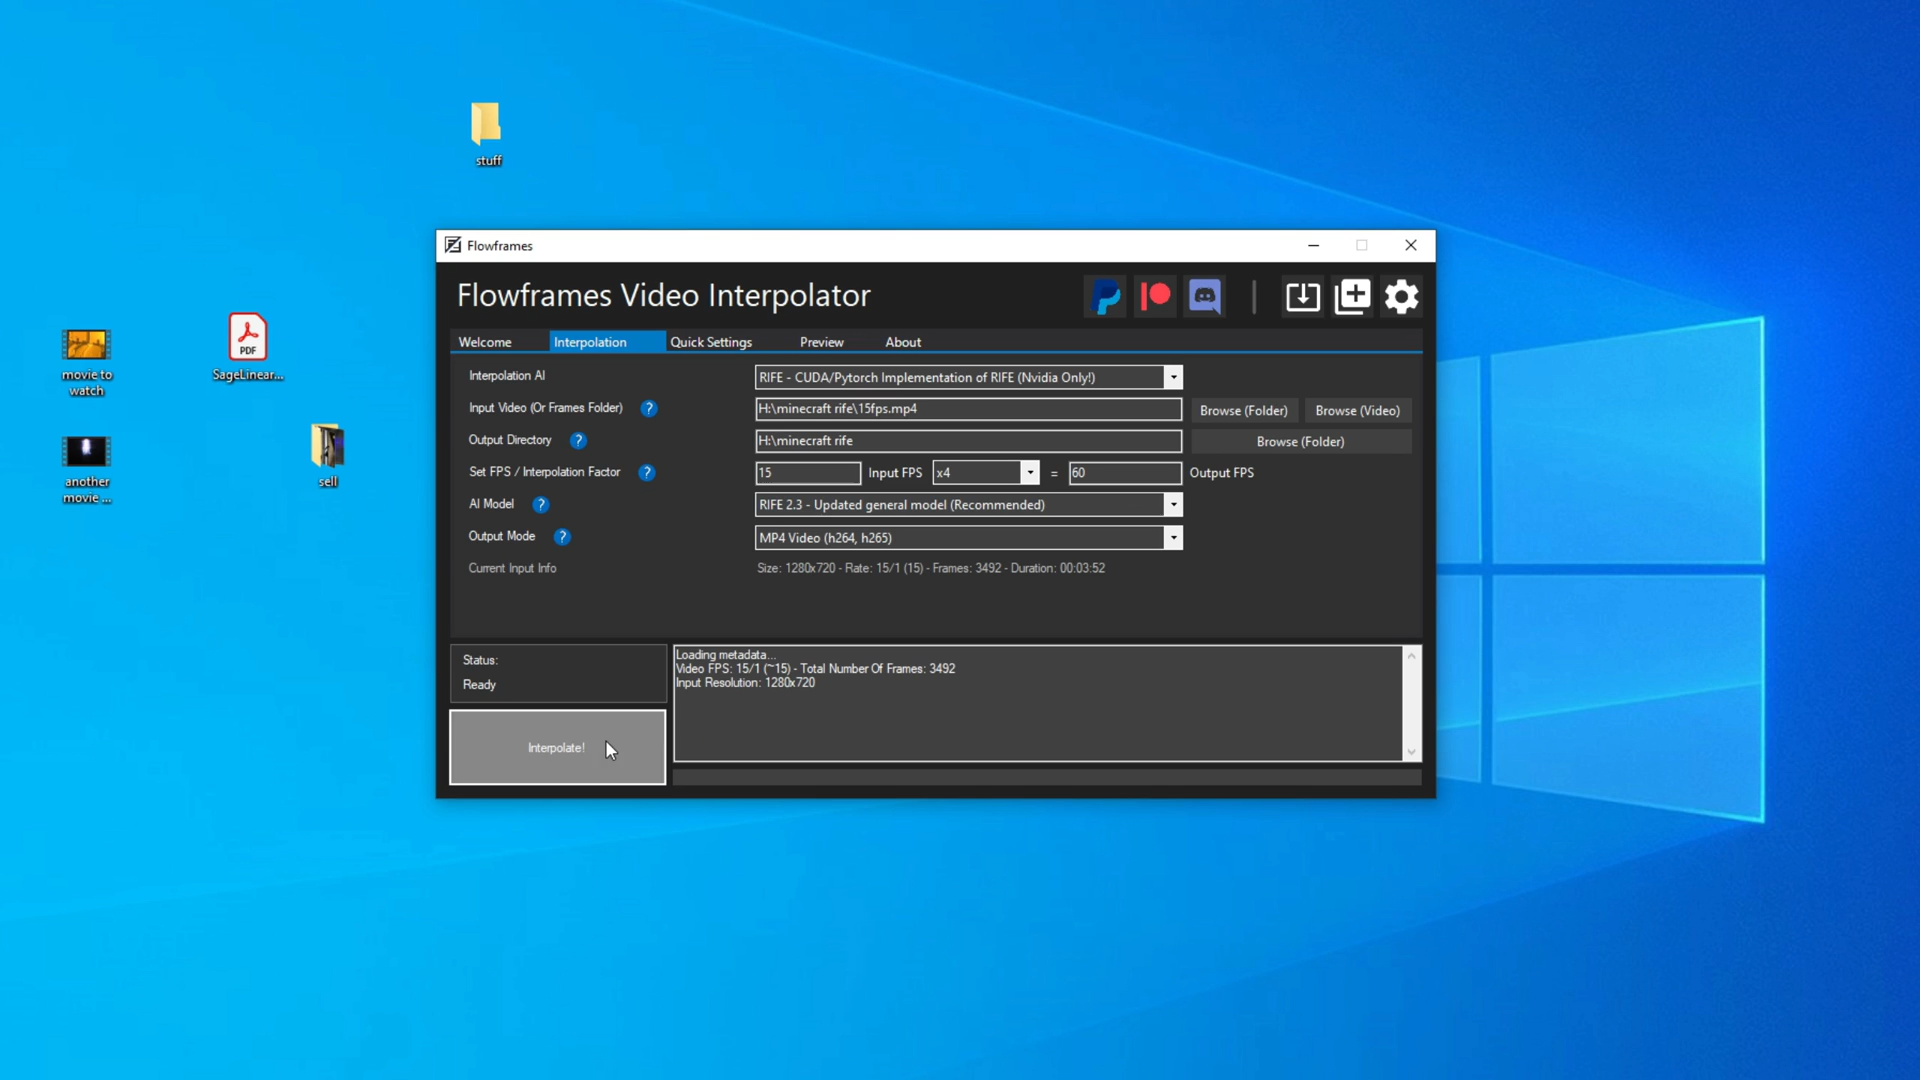 stuff
movie to
watch
PDF
SageLinear...
another
movie ...
sell
Flowframes
Flowframes Video Interpolator
Welcome Interpolation Quick Settings Preview About
Interpolation AI RIFE - CUDA/Pytorch Implementation of RIFE (Nvidia Only!)
Input Video (Or Frames Folder) ? H:\minecraft rife\15fps.mp4 Browse (Folder) Browse (Video)
Output Directory ? H:\minecraft rife Browse (Folder)
Set FPS / Interpolation Factor ? 15 Input FPS x4 = 60 Output FPS
AI Model ? RIFE 2.3 - Updated general model (Recommended)
Output Mode ? MP4 Video (h264, h265)
Current Input Info Size: 1280x720 - Rate: 15/1 (15) - Frames: 3492 - Duration: 00:03:52
Status:
Ready
Interpolate!
Loading metadata...
Video FPS: 15/1 (~15) - Total Number Of Frames: 3492
Input Resolution: 1280x720